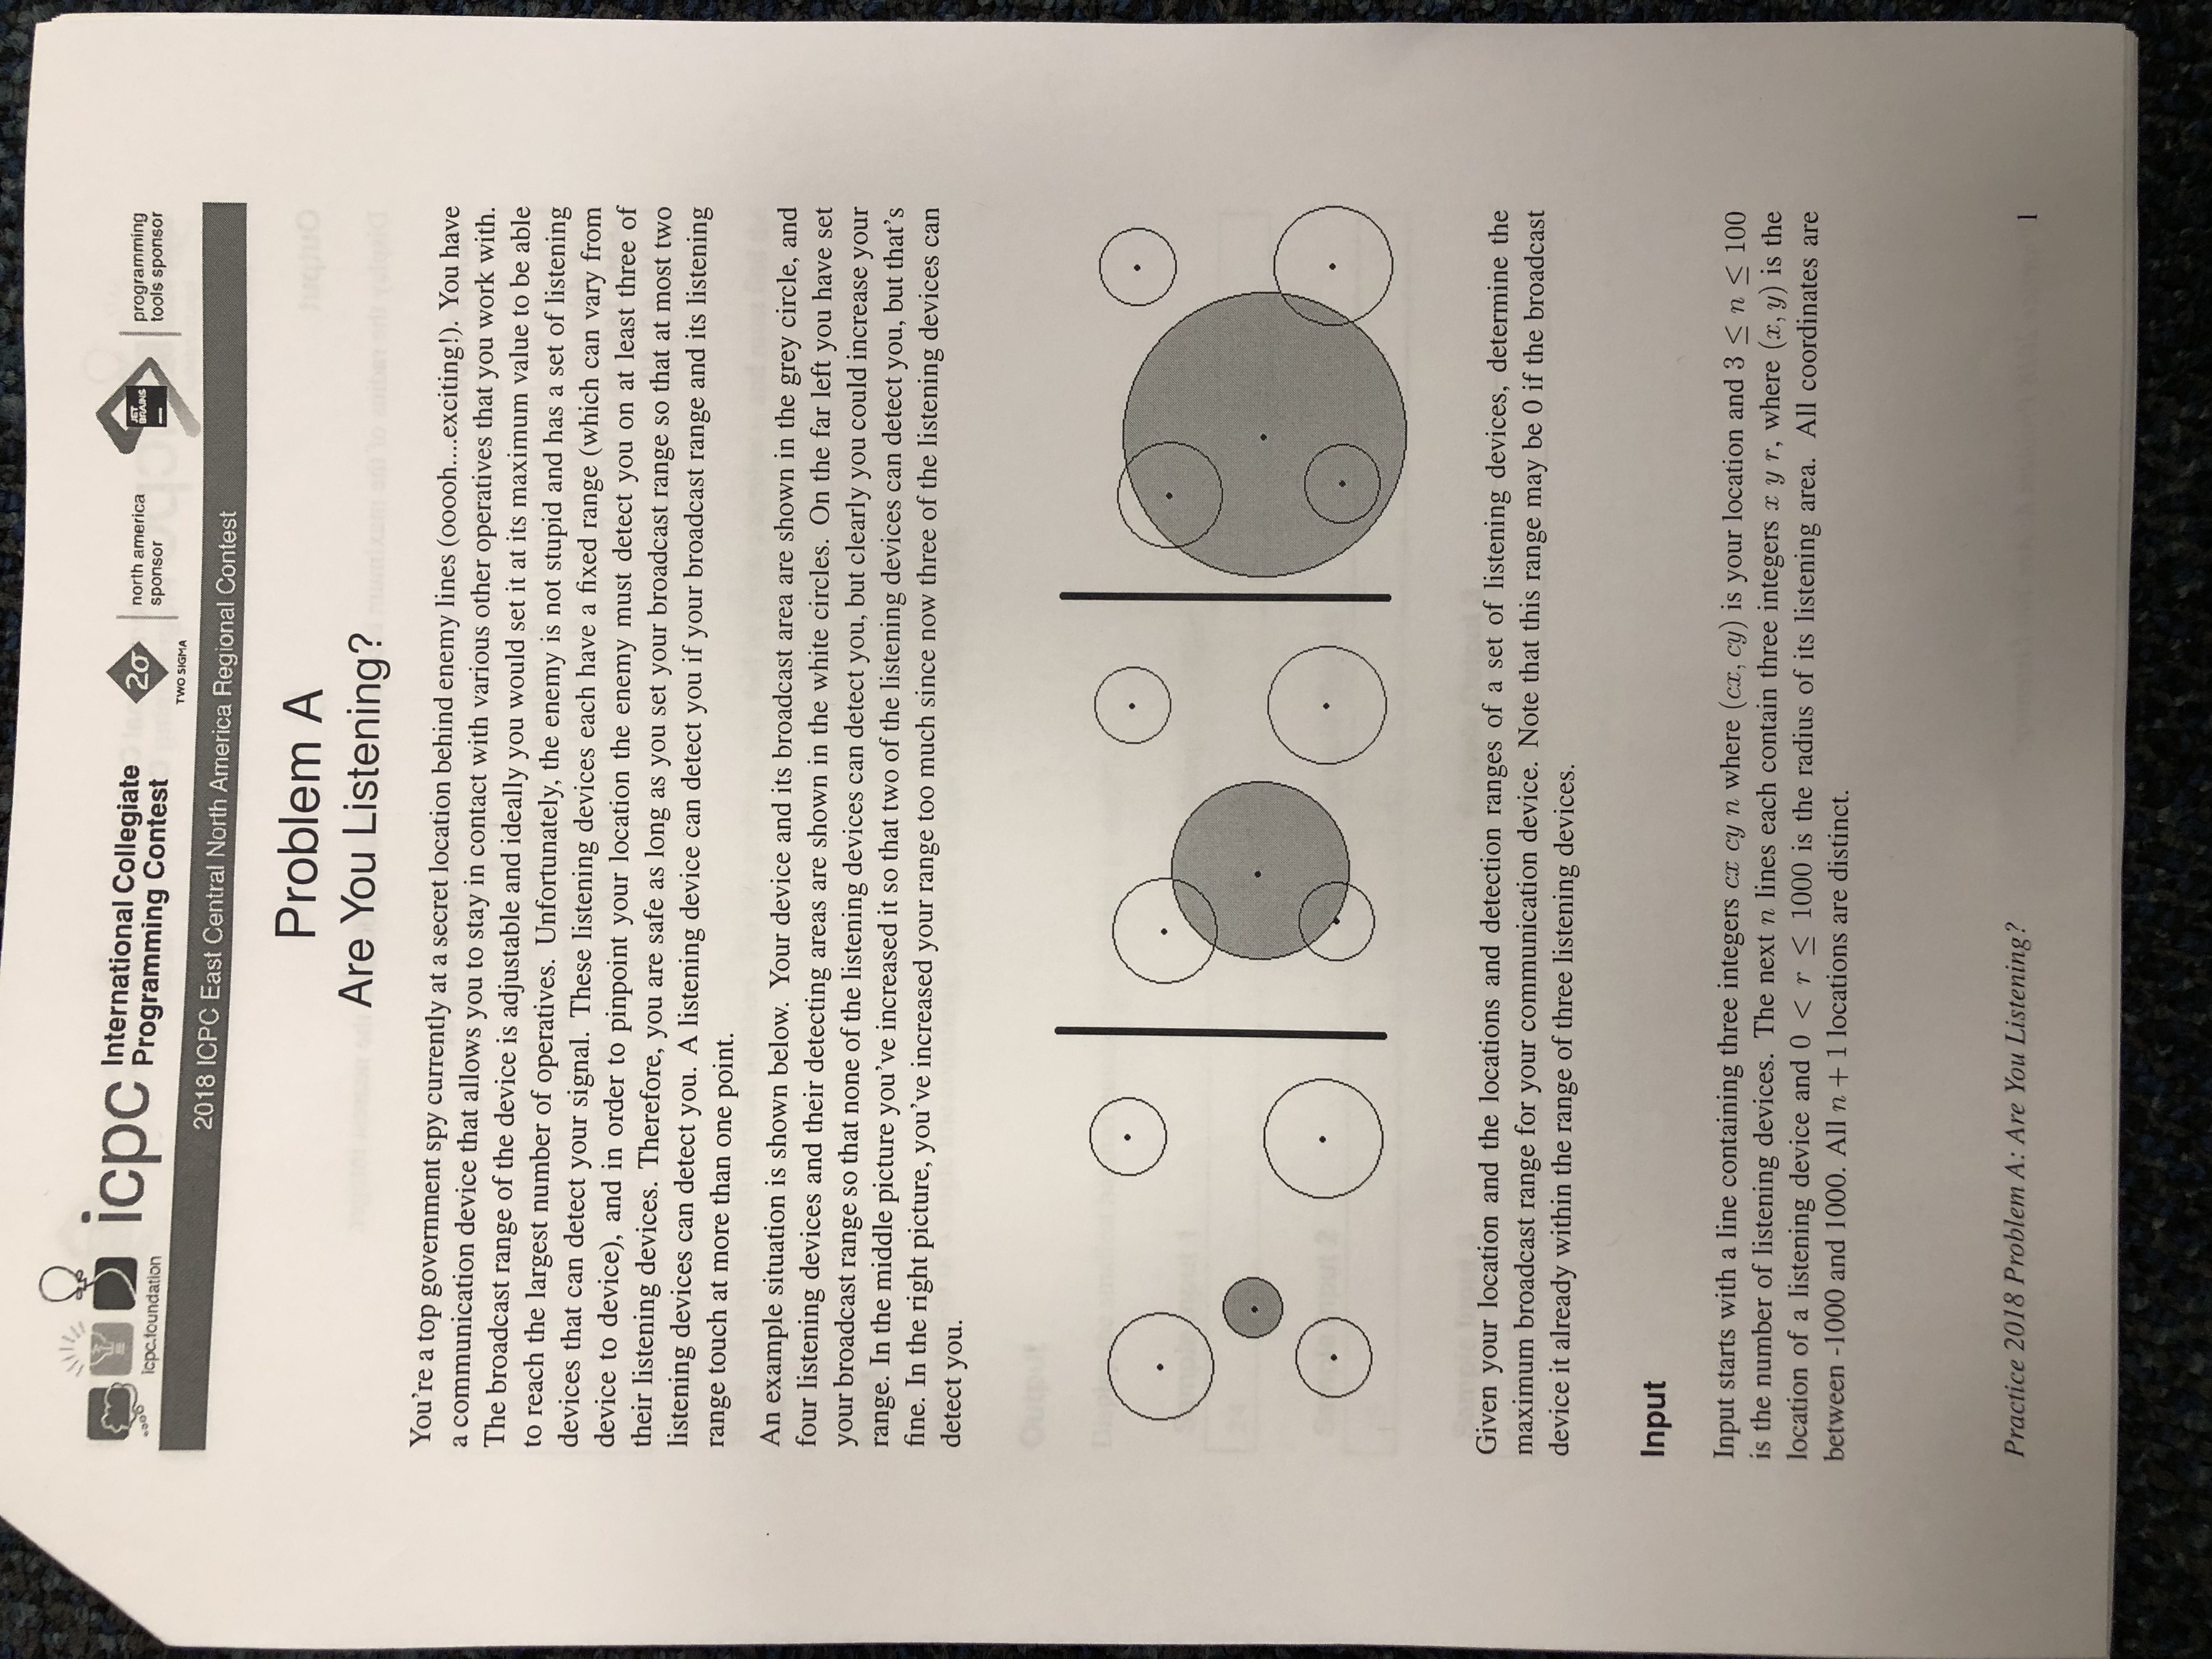 icpc.foundation
icpc International Collegiate
Programming Contest
2σ
TWO SIGMA
north america
sponsor
JET
BRAINS
programming
tools sponsor
2018 ICPC East Central North America Regional Contest
Problem A
Are You Listening?
You're a top government spy currently at a secret location behind enemy lines (ooooh....exciting!). You have
a communication device that allows you to stay in contact with various other operatives that you work with.
The broadcast range of the device is adjustable and ideally you would set it at its maximum value to be able
to reach the largest number of operatives. Unfortunately, the enemy is not stupid and has a set of listening
devices that can detect your signal. These listening devices each have a fixed range (which can vary from
device to device), and in order to pinpoint your location the enemy must detect you on at least three of
their listening devices. Therefore, you are safe as long as you set your broadcast range so that at most two
listening devices can detect you. A listening device can detect you if your broadcast range and its listening
range touch at more than one point.
An example situation is shown below. Your device and its broadcast area are shown in the grey circle, and
four listening devices and their detecting areas are shown in the white circles. On the far left you have set
your broadcast range so that none of the listening devices can detect you, but clearly you could increase your
range. In the middle picture you've increased it so that two of the listening devices can detect you, but that's
fine. In the right picture, you've increased your range too much since now three of the listening devices can
detect you.
Output
Sample Input 1
24
Sample Input 2
Given your location and the locations and detection ranges of a set of listening devices, determine the
maximum broadcast range for your communication device. Note that this range may be 0 if the broadcast
device it already within the range of three listening devices.
Input
Input starts with a line containing three integers cx cy n where (cx, cy) is your location and 3 ≤ n ≤ 100
is the number of listening devices. The next n lines each contain three integers x y r, where (x, y) is the
location of a listening device and 0 < r ≤ 1000 is the radius of its listening area. All coordinates are
between -1000 and 1000. All n + 1 locations are distinct.
Practice 2018 Problem A: Are You Listening?
1